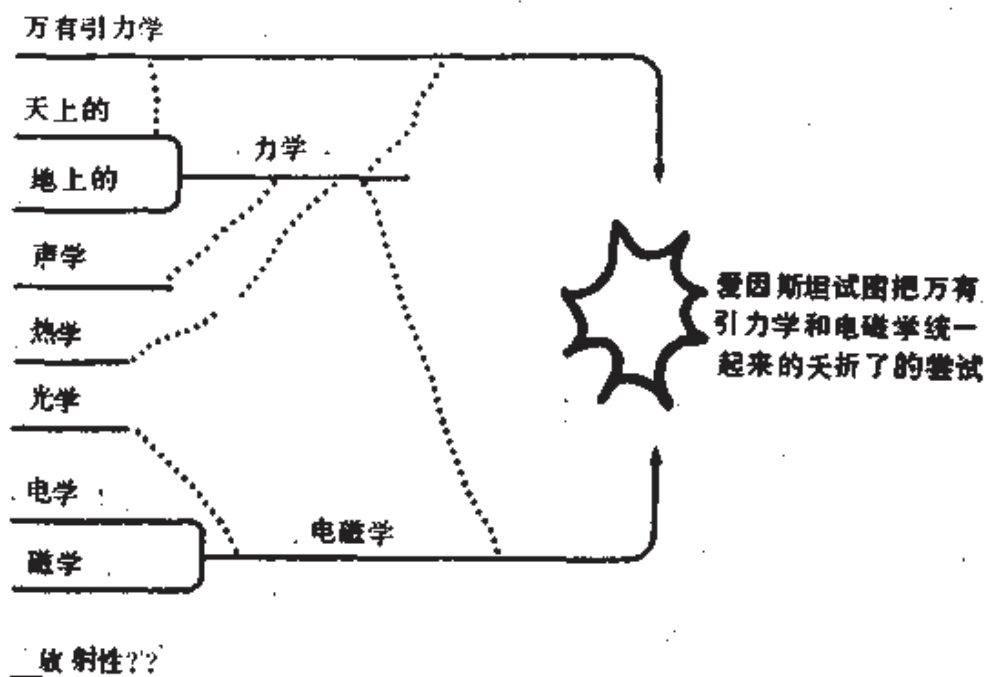 万有引力学
天上的
力学
地上的
声学
热学
爱因斯坦试图把万有
引力学和电磁学统一
起来的夭折了的尝试
光学
电学
电磁学
磁学
放射性??